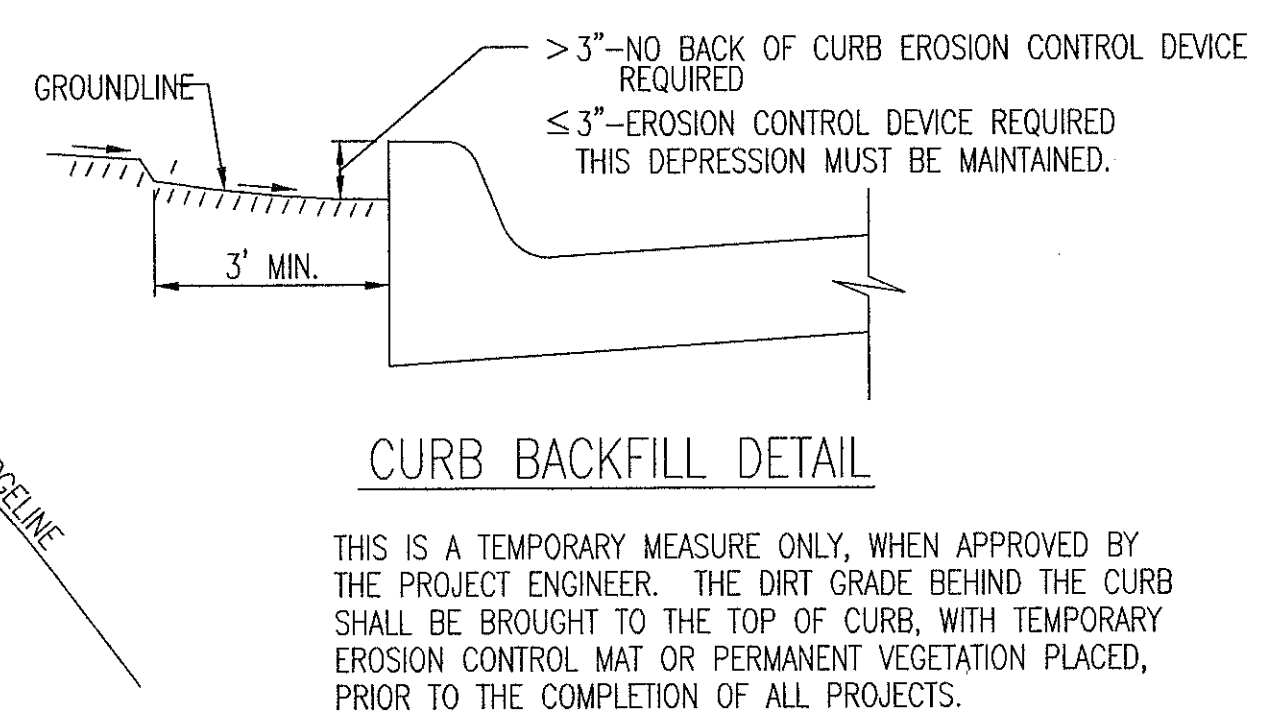 > 3"-NO BACK OF CURB EROSION CONTROL DEVICE
REQUIRED
≤ 3"-EROSION CONTROL DEVICE REQUIRED
THIS DEPRESSION MUST BE MAINTAINED.
GROUNDLINE
3' MIN.
CURB BACKFILL DETAIL
THIS IS A TEMPORARY MEASURE ONLY, WHEN APPROVED BY
THE PROJECT ENGINEER. THE DIRT GRADE BEHIND THE CURB
SHALL BE BROUGHT TO THE TOP OF CURB, WITH TEMPORARY
EROSION CONTROL MAT OR PERMANENT VEGETATION PLACED,
PRIOR TO THE COMPLETION OF ALL PROJECTS.